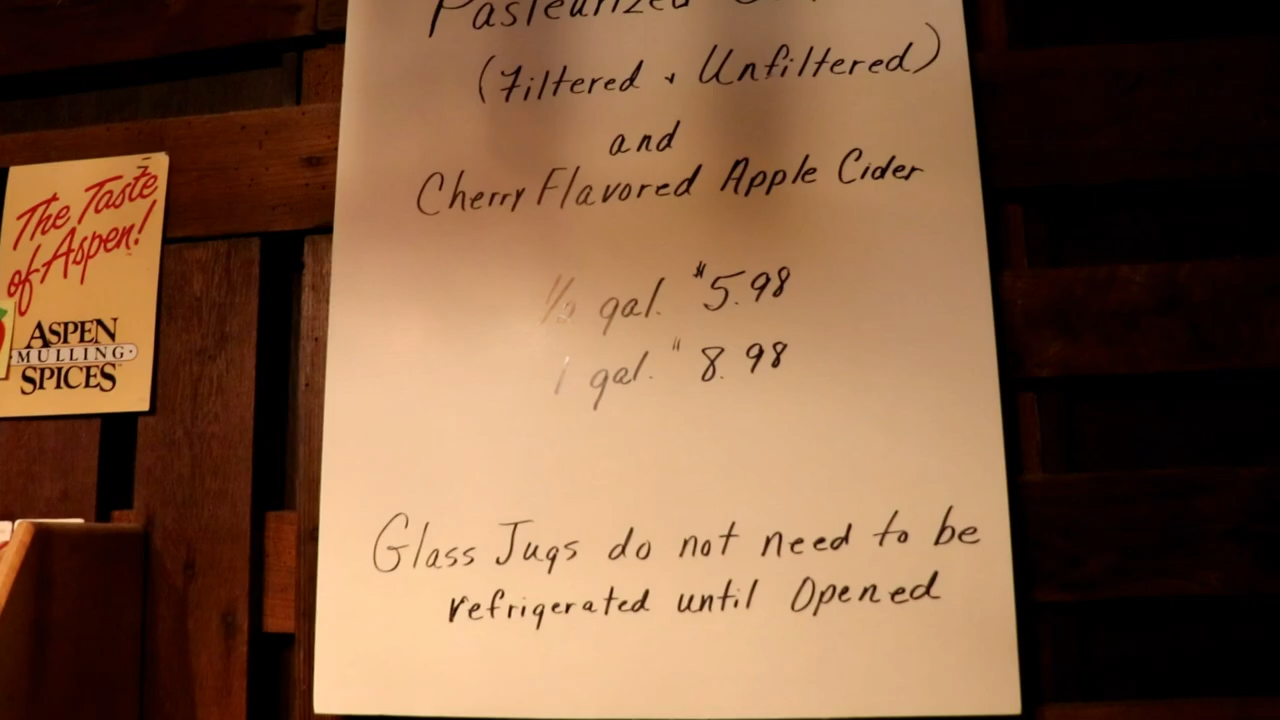 Pasteurized
(Filtered & Unfiltered)
and
Cherry Flavored Apple Cider
1/2 gal. $5.98
1 gal. " 8.98
Glass Jugs do not need to be
refrigerated until Opened
The Taste
of Aspen!
ASPEN
MULLING
SPICES